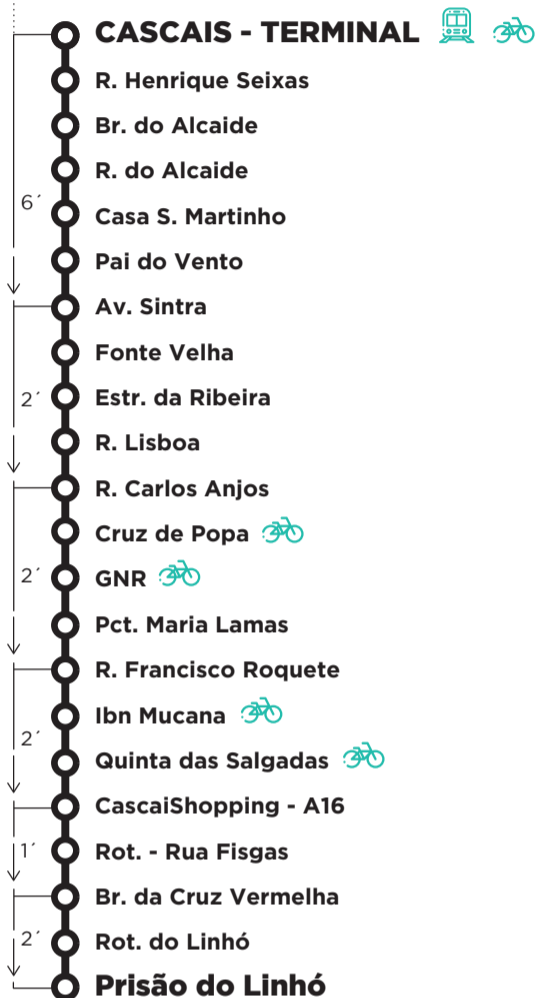 CASCAIS - TERMINAL
R. Henrique Seixas
Br. do Alcaide
R. do Alcaide
6´
Casa S. Martinho
Pai do Vento
Av. Sintra
Fonte Velha
2´
Estr. da Ribeira
R. Lisboa
R. Carlos Anjos
Cruz de Popa
2´
GNR
Pct. Maria Lamas
R. Francisco Roquete
Ibn Mucana
2´
Quinta das Salgadas
CascaiShopping - A16
1´
Rot. - Rua Fisgas
Br. da Cruz Vermelha
2´
Rot. do Linhó
Prisão do Linhó